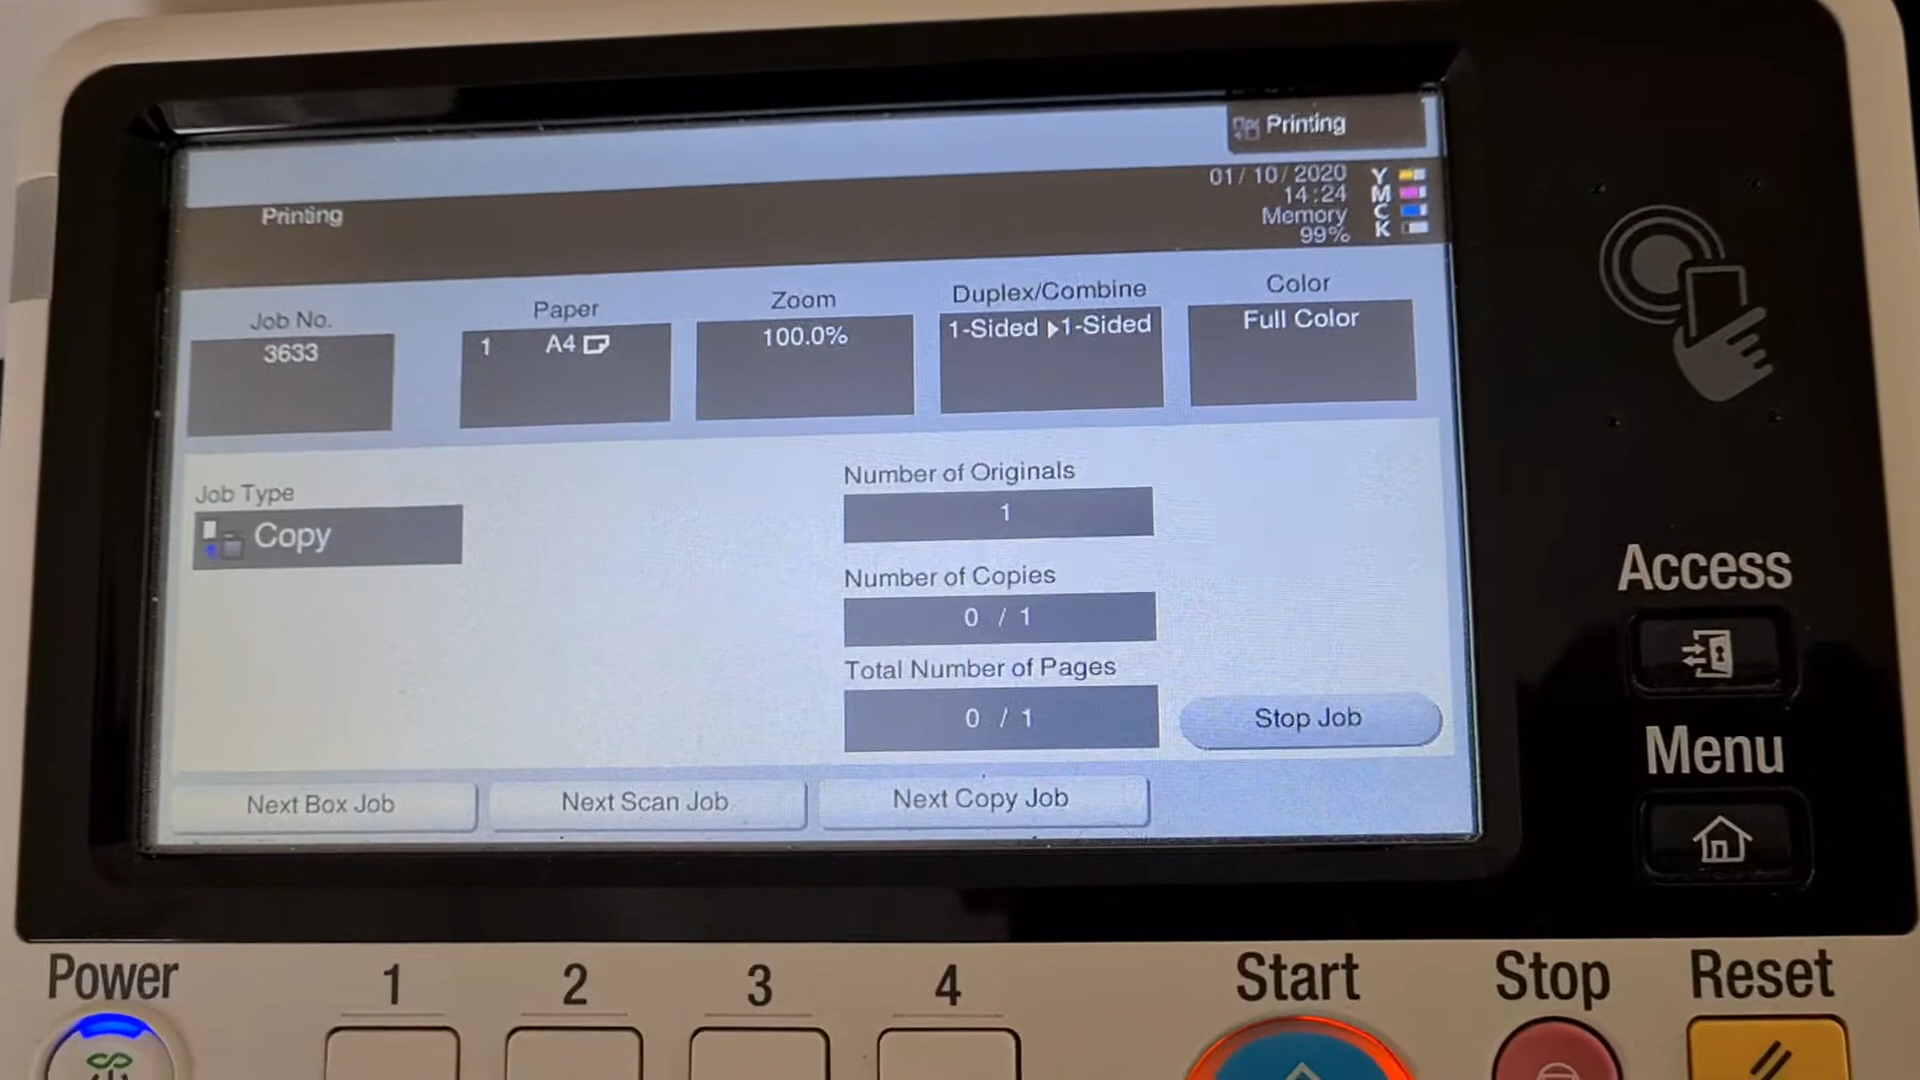 Printing
01/10/2020
14:24
Memory
99%
Y
M
C
K
Printing
Job No.
3633
Paper
1 A4
Zoom
100.0%
Duplex/Combine
1-Sided ▶1-Sided
Color
Full Color
Job Type
Copy
Number of Originals
1
Number of Copies
0 / 1
Total Number of Pages
0 / 1
Stop Job
Next Box Job
Next Scan Job
Next Copy Job
Access
Menu
Power
1
2
3
4
Start
Stop
Reset